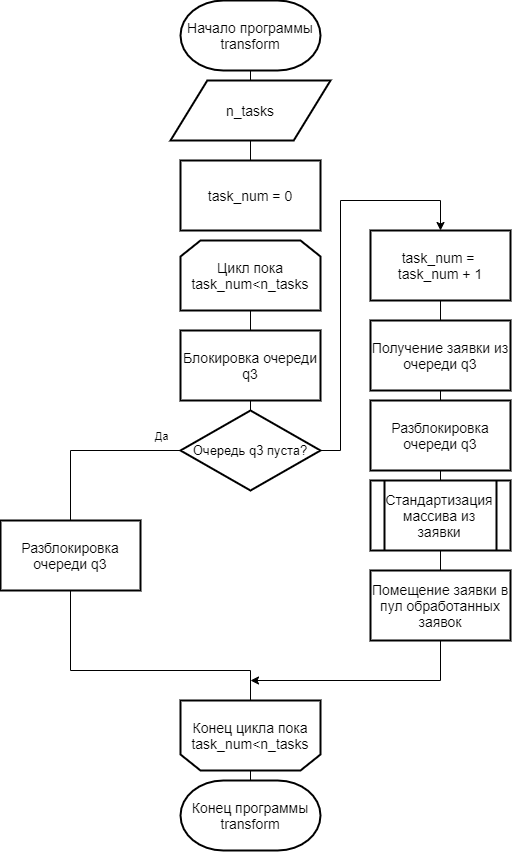 Начало программы
transform
n_tasks
task_num = 0
Цикл пока
task_num<n_tasks
Блокировка очереди
q3
Очередь q3 пуста?
Да
Разблокировка
очереди q3
task_num =
task_num + 1
Получение заявки из
очереди q3
Разблокировка
очереди q3
Стандартизация
массива из
заявки
Помещение заявки в
пул обработанных
заявок
Конец цикла пока
task_num<n_tasks
Конец программы
transform